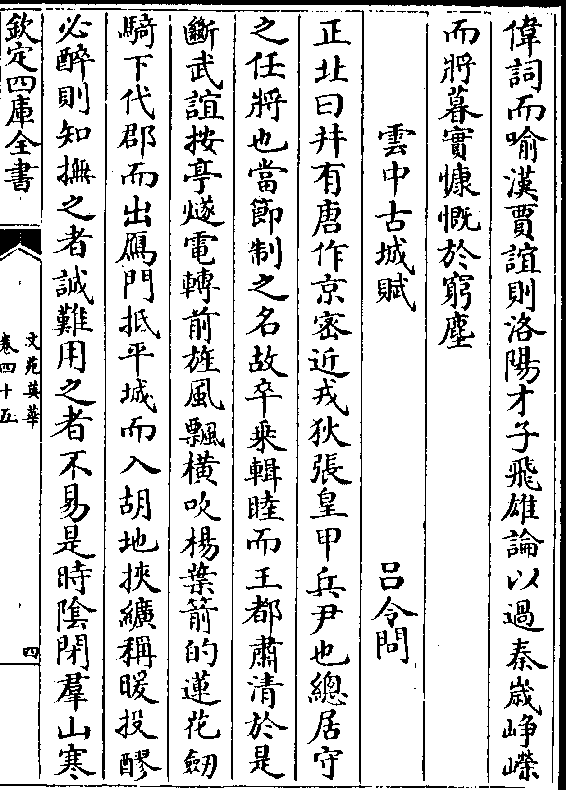 偉詞而喻漢賈誼則洛陽才子飛雄論以過秦歲崢嶸
而將暮實慷慨於窮塵
雲中古城賦　吕令問
正北曰井有唐作京密近戎狄張皇甲兵尹也總居守
之任將也當節制之名故卒乗輯睦而王都肅清於是
斷武誼按亭燧電轉前旌風飄橫吹楊葉箭的蓮花劒
騎下代郡而出鴈門抵平城而入胡地挾纊稱暖投醪
必醉則知撫之者誠難用之者不易是時陰閉羣山寒
欽定四庫全書
文苑英華
卷四十五
四